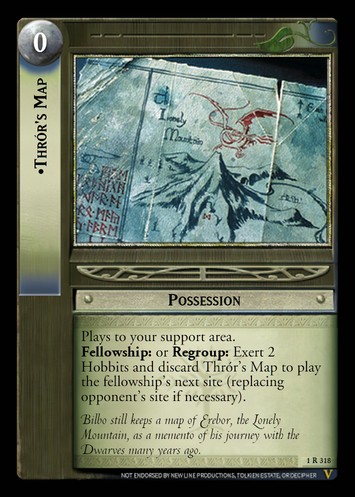 0
•Thrór's Map
Lonely
Mountain
Possession
Plays to your support area.
Fellowship: or Regroup: Exert 2
Hobbits and discard Thrór's Map to play
the fellowship's next site (replacing
opponent's site if necessary).
Bilbo still keeps a map of Erebor, the Lonely
Mountain, as a memento of his journey with the
Dwarves many years ago.
1 R 318
NOT ENDORSED BY NEW LINE PRODUCTIONS, TOLKIEN ESTATE, OR DECIPHER
V